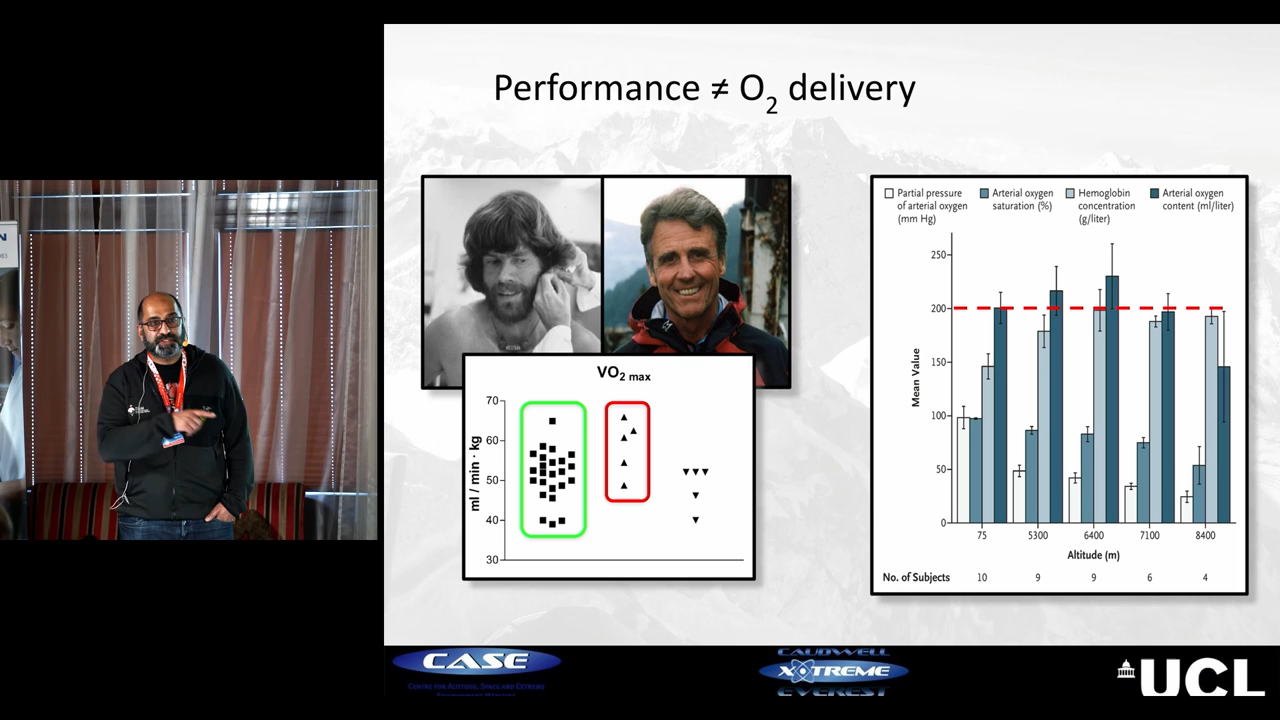 Performance ≠ O2 delivery
VO2 max
ml / min · kg
70
60
50
40
30
Partial pressure
of arterial oxygen
(mm Hg)
Arterial oxygen
saturation (%)
Hemoglobin
concentration
(g/liter)
Arterial oxygen
content (ml/liter)
Mean Value
250
200
150
100
50
0
75 5300 6400 7100 8400
Altitude (m)
No. of Subjects 10 9 9 6 4
CASE
Centre for Altitude, Space and Extreme
CAUDWELL
XTREME
EVEREST
UCL
N